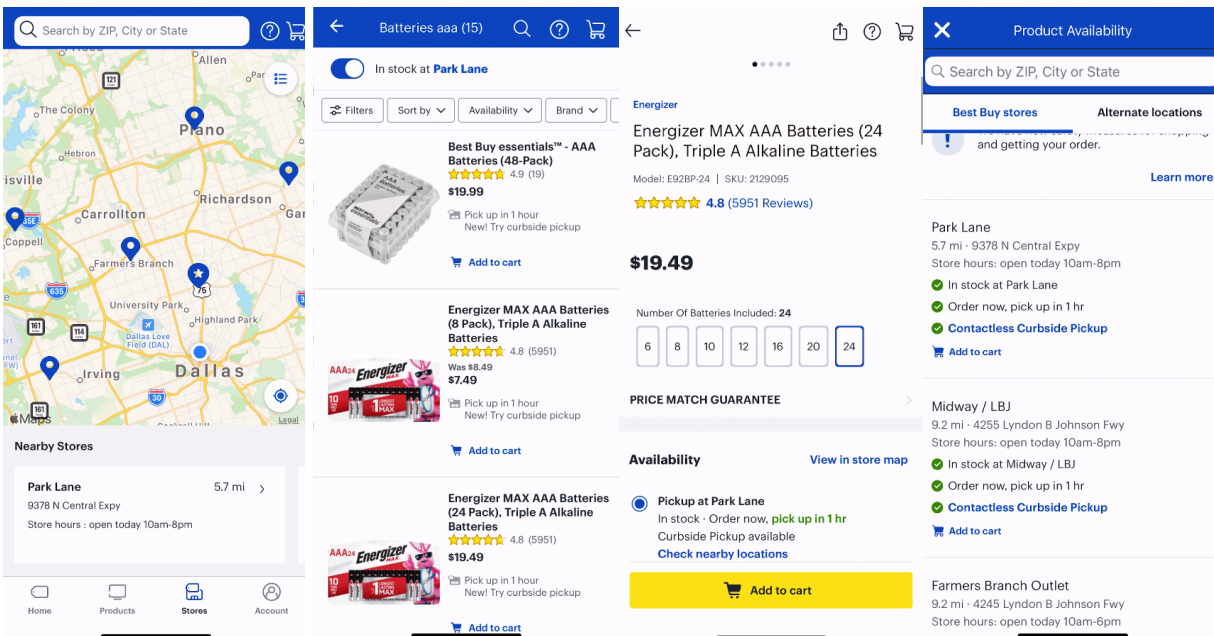 Search by ZIP, City or State
Allen
121
The Colony
Plano
Hebron
Richardson
Carrollton
35E
Coppell
Farmers Branch
635
75
University Park
Highland Park
161
114
Dallas Love
Field (DAL)
Irving
Dallas
30
161
Maps
Legal
Nearby Stores
Park Lane
5.7 mi
9378 N Central Expy
Store hours : open today 10am-8pm
Home
Products
Stores
Account
Batteries aaa (15)
In stock at Park Lane
Filters
Sort by
Availability
Brand
Best Buy essentials™ - AAA
Batteries (48-Pack)
4.9 (19)
$19.99
Pick up in 1 hour
New! Try curbside pickup
Add to cart
Energizer MAX AAA Batteries
(8 Pack), Triple A Alkaline
Batteries
4.8 (5951)
Was $8.49
$7.49
Pick up in 1 hour
New! Try curbside pickup
Add to cart
Energizer MAX AAA Batteries
(24 Pack), Triple A Alkaline
Batteries
4.8 (5951)
$19.49
Pick up in 1 hour
New! Try curbside pickup
Add to cart
Energizer
Energizer MAX AAA Batteries (24
Pack), Triple A Alkaline Batteries
Model: E92BP-24 | SKU: 2129095
4.8 (5951 Reviews)
$19.49
Number Of Batteries Included: 24
6 8 10 12 16 20 24
PRICE MATCH GUARANTEE
Availability
View in store map
Pickup at Park Lane
In stock · Order now, pick up in 1 hr
Curbside Pickup available
Check nearby locations
Add to cart
Product Availability
Search by ZIP, City or State
Best Buy stores
Alternate locations
and getting your order.
Learn more
Park Lane
5.7 mi · 9378 N Central Expy
Store hours: open today 10am-8pm
In stock at Park Lane
Order now, pick up in 1 hr
Contactless Curbside Pickup
Add to cart
Midway / LBJ
9.2 mi · 4255 Lyndon B Johnson Fwy
Store hours: open today 10am-8pm
In stock at Midway / LBJ
Order now, pick up in 1 hr
Contactless Curbside Pickup
Add to cart
Farmers Branch Outlet
9.2 mi · 4245 Lyndon B Johnson Fwy
Store hours: open today 10am-6pm